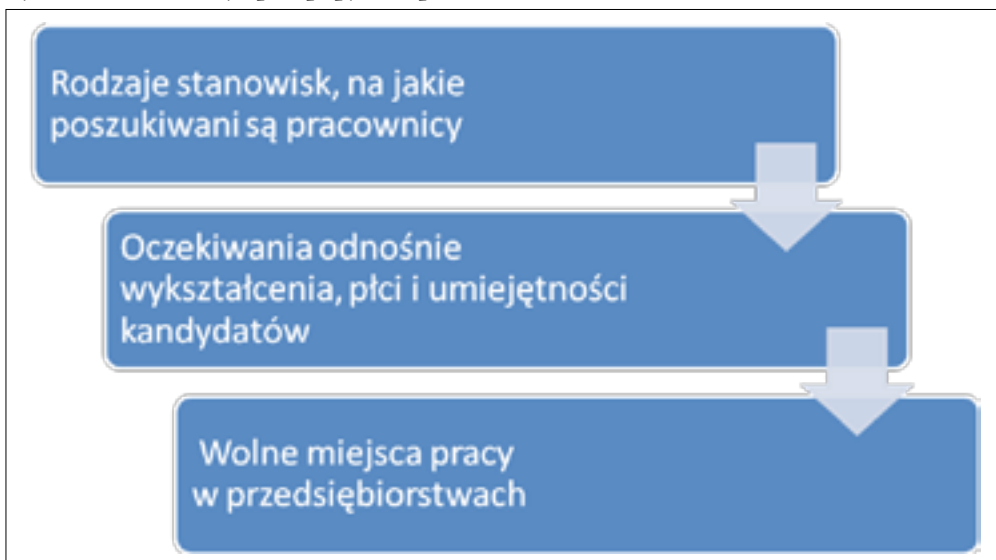 Rodzaje stanowisk, na jakie
poszukiwani są pracownicy
Oczekiwania odnośnie
wykształcenia, płci i umiejętności
kandydatów
Wolne miejsca pracy
w przedsiębiorstwach